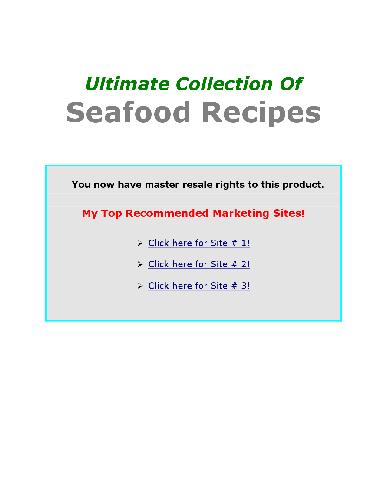 Ultimate Collection Of
Seafood Recipes
You now have master resale rights to this product.
My Top Recommended Marketing Sites!
➢ Click here for Site # 1!
➢ Click here for Site # 2!
➢ Click here for Site # 3!